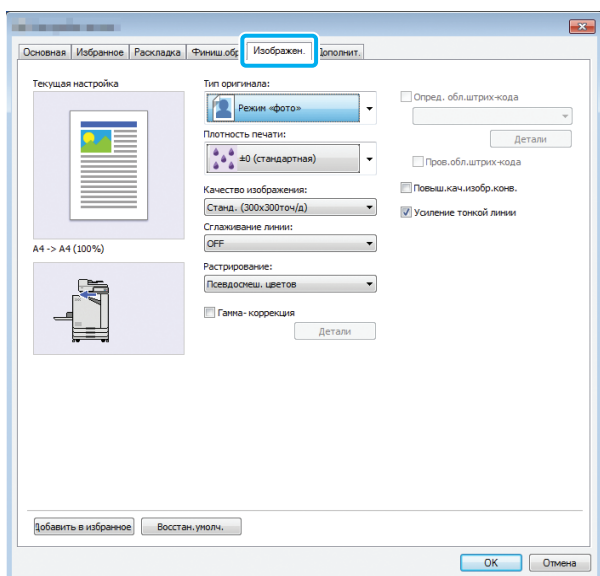 Основная Избранное Раскладка Финиш.обр Изображен. Дополнит.
Текущая настройка
A4 -> A4 (100%)
Тип оригинала:
Режим «фото»
Плотность печати:
±0 (стандартная)
Качество изображения:
Станд. (300x300точ/д)
Сглаживание линии:
OFF
Растрирование:
Псевдосмеш. цветов
Гамма- коррекция
Детали
Опред. обл.штрих-кода
Детали
Пров.обл.штрих-кода
Повыш.кач.изобр.конв.
Усиление тонкой линии
Добавить в избранное Восстан.умолч.
OK Отмена